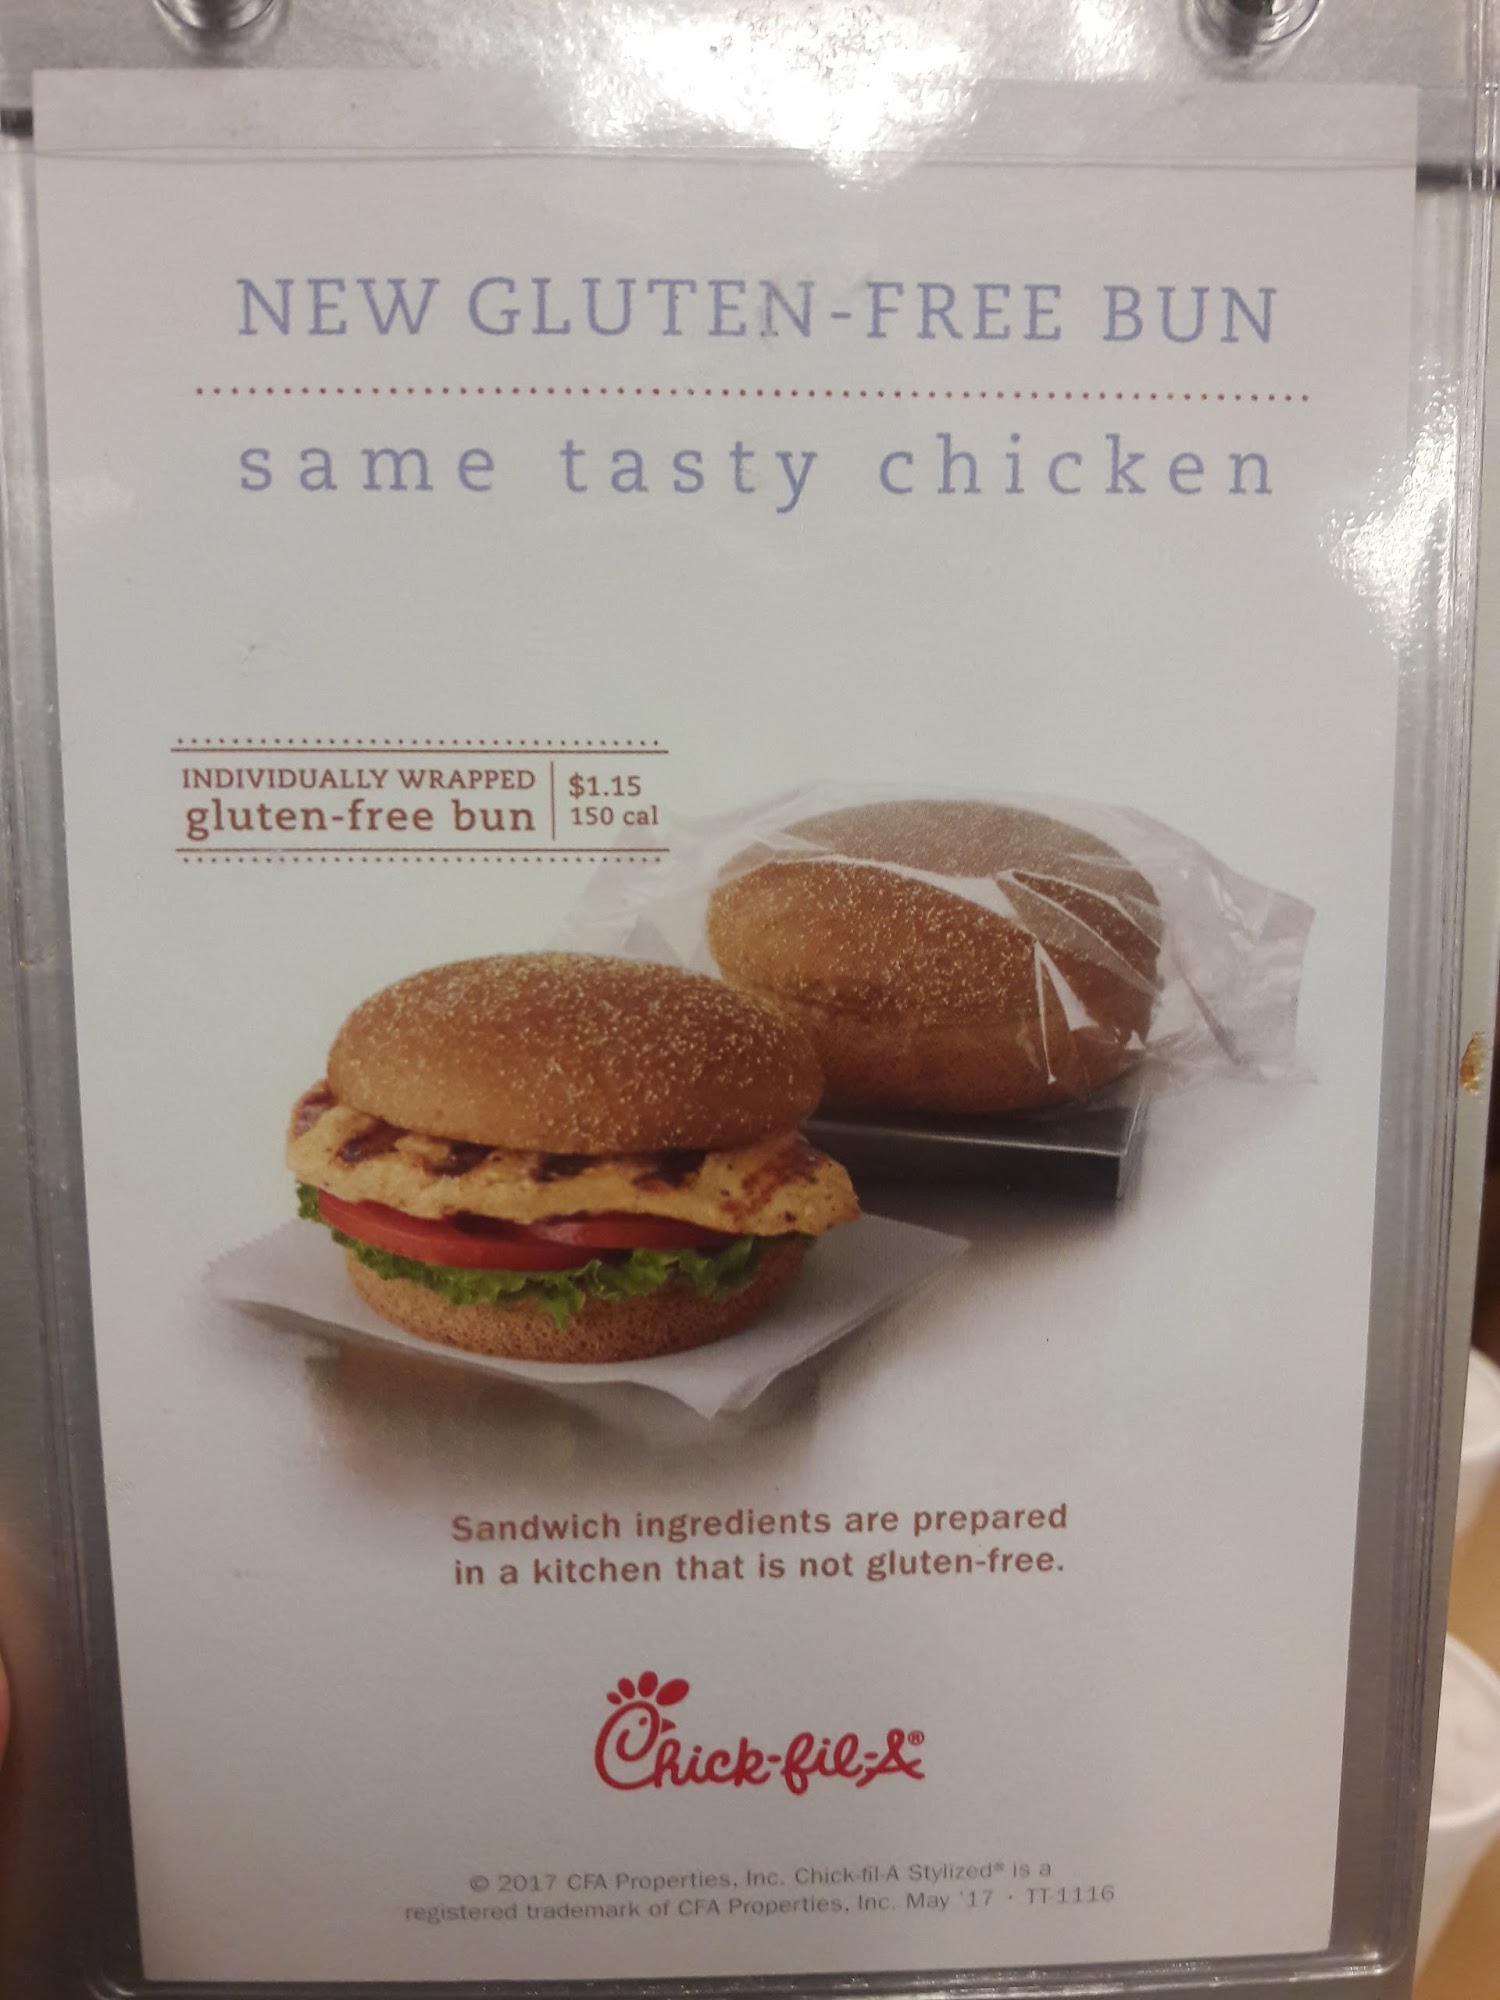 NEW GLUTEN-FREE BUN
same tasty chicken
INDIVIDUALLY WRAPPED
gluten-free bun
$1.15
150 cal
Sandwich ingredients are prepared
in a kitchen that is not gluten-free.
Chick-fil-A®
© 2017 CFA Properties, Inc. Chick-fil-A Stylized® is a
registered trademark of CFA Properties, Inc. May '17 · TT-1116